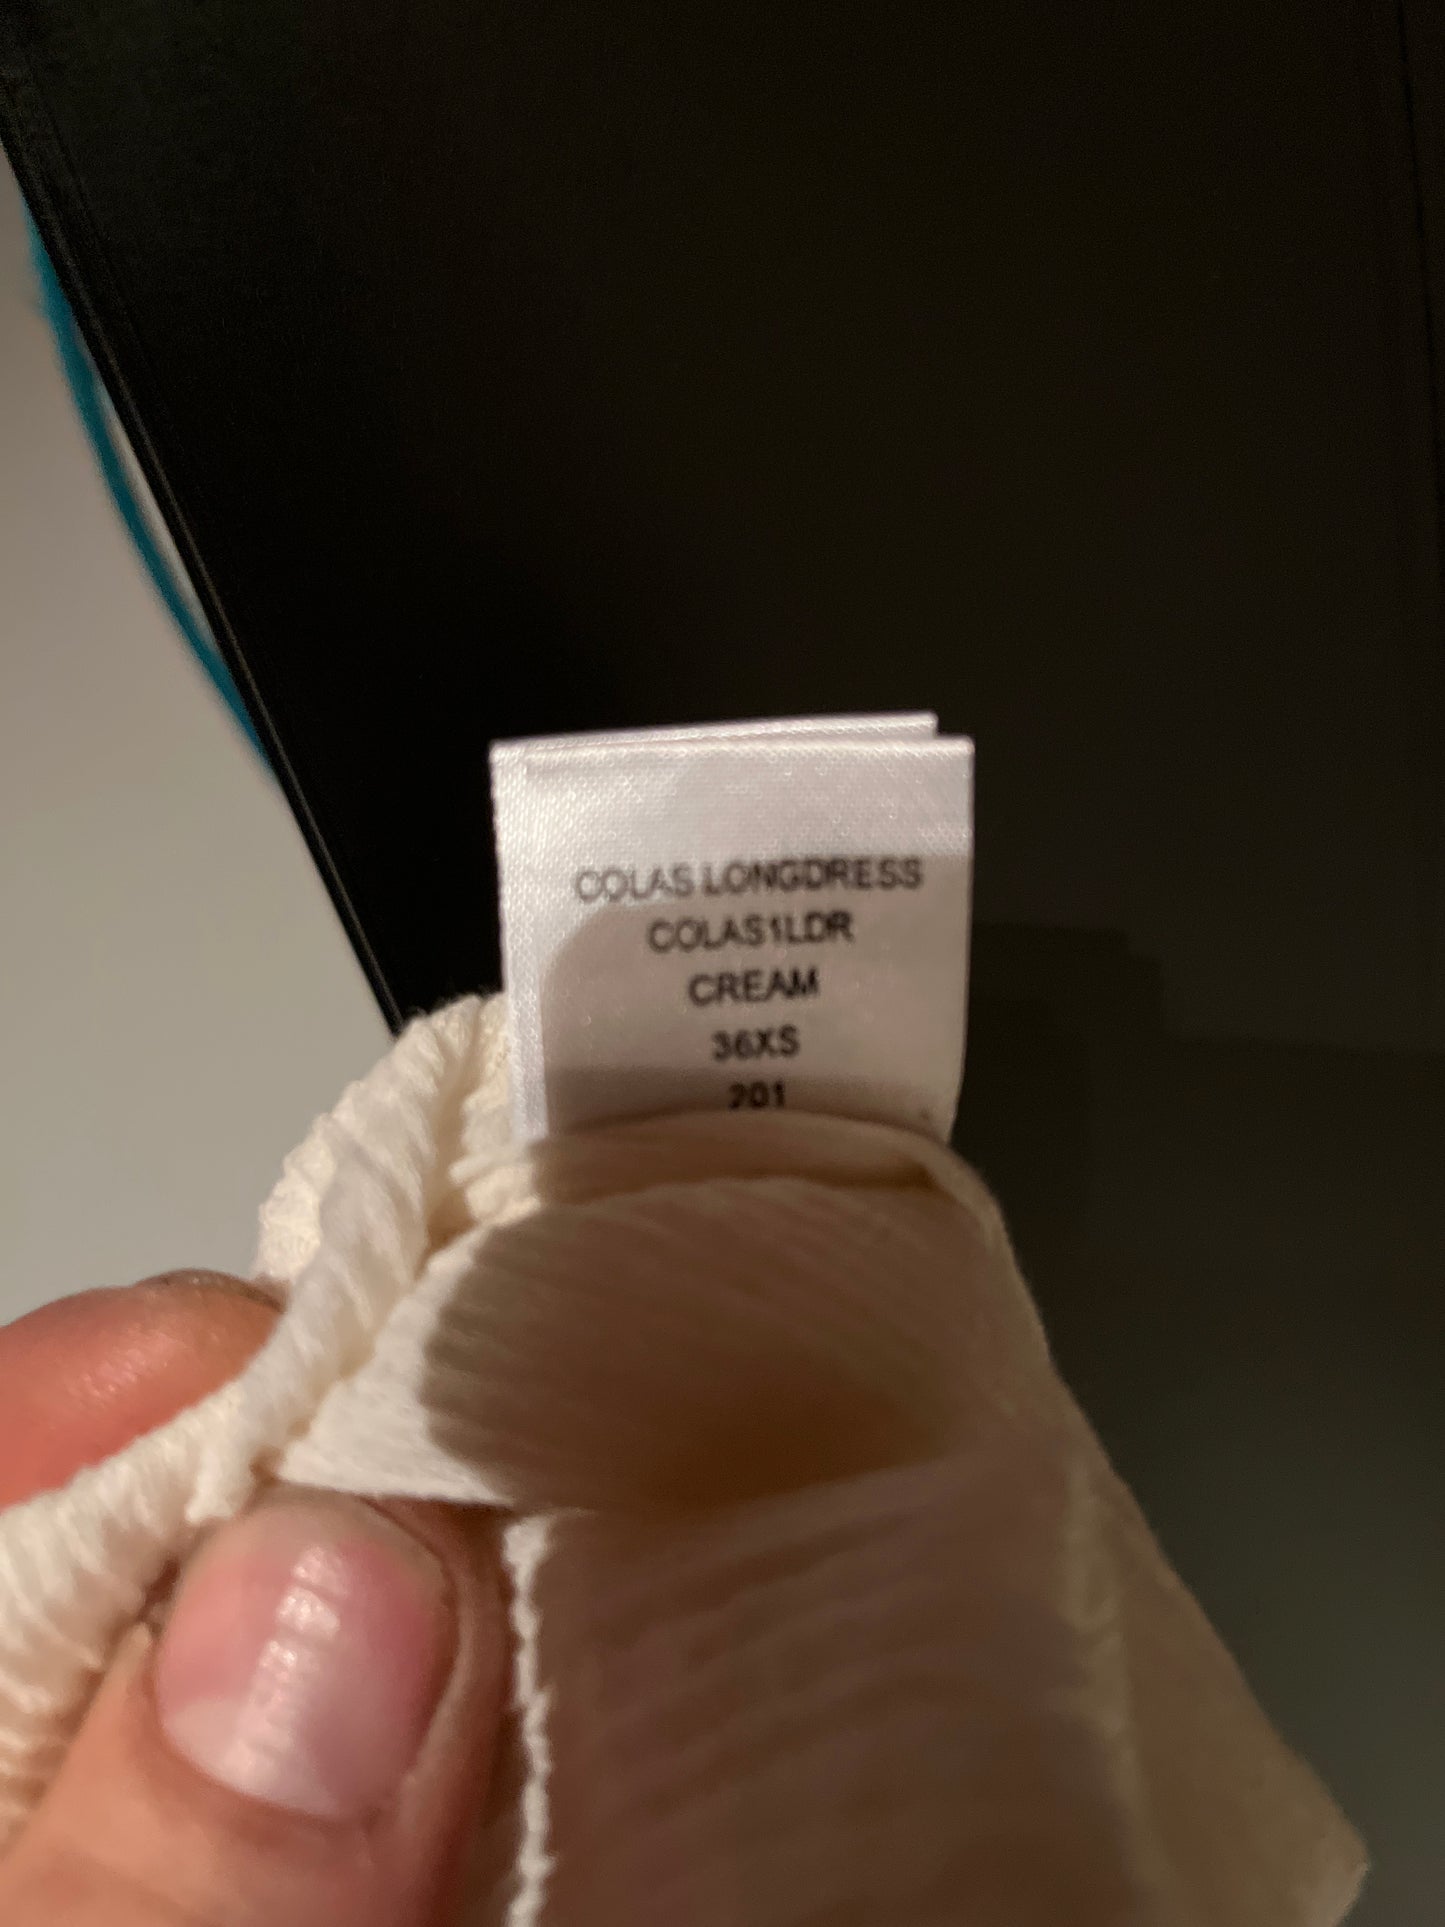 COLAS LONGDRESS
COLAS1LDR
CREAM
36XS
201